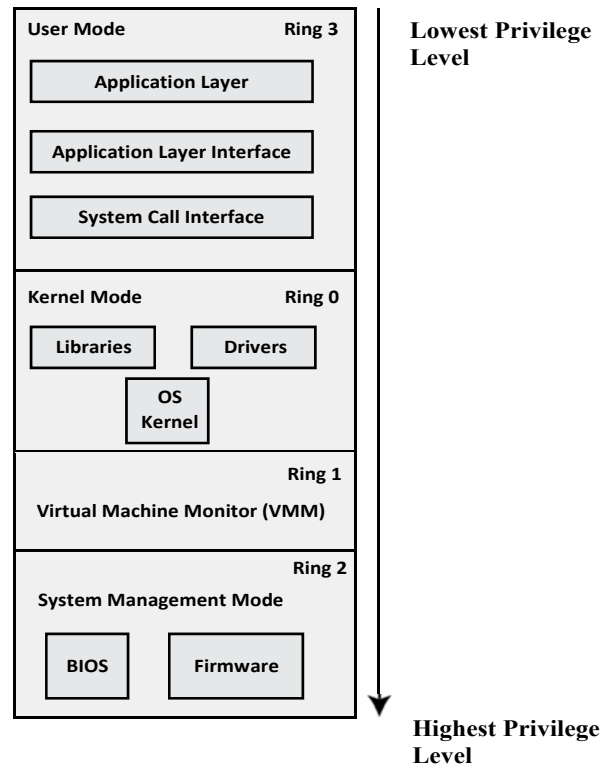 User Mode Ring 3
Lowest Privilege
Level
Application Layer
Application Layer Interface
System Call Interface
Kernel Mode Ring 0
Libraries Drivers
OS
Kernel
Ring 1
Virtual Machine Monitor (VMM)
Ring 2
System Management Mode
BIOS Firmware
Highest Privilege
Level